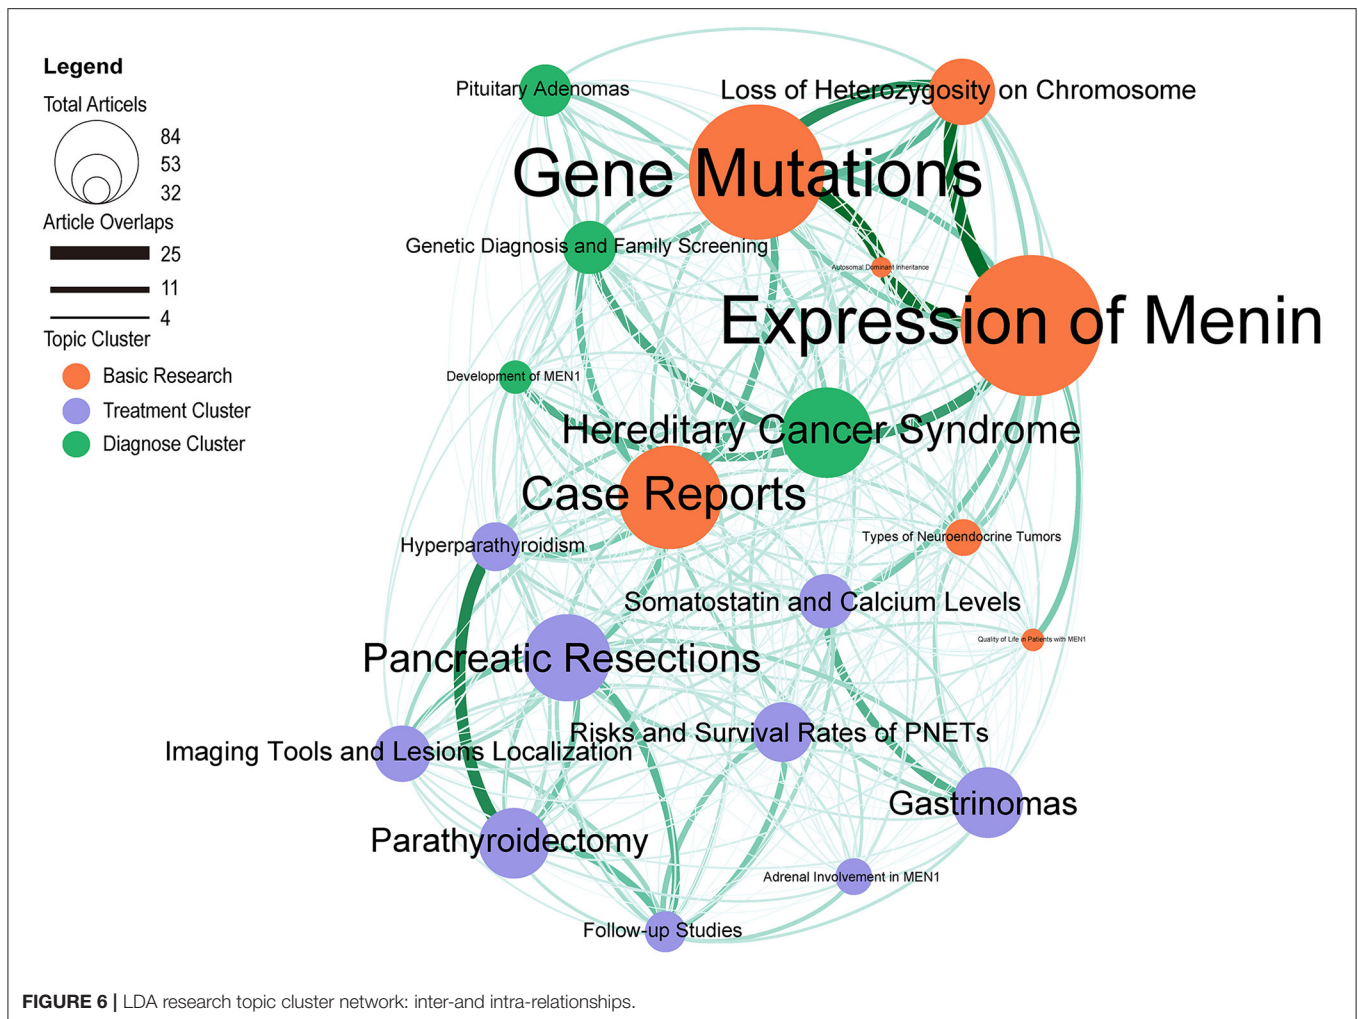 Legend
Total Articels
84
53
32
Article Overlaps
25
11
4
Topic Cluster
Basic Research
Treatment Cluster
Diagnose Cluster
Pituitary Adenomas
Loss of Heterozygosity on Chromosome
Gene Mutations
Genetic Diagnosis and Family Screening
Autosomal Dominant Inheritance
Expression of Menin
Development of MEN1
Hereditary Cancer Syndrome
Case Reports
Hyperparathyroidism
Types of Neuroendocrine Tumors
Somatostatin and Calcium Levels
Quality of Life in Patients with MEN1
Pancreatic Resections
Risks and Survival Rates of PNETs
Imaging Tools and Lesions Localization
Gastrinomas
Parathyroidectomy
Adrenal Involvement in MEN1
Follow-up Studies
FIGURE 6 | LDA research topic cluster network: inter-and intra-relationships.